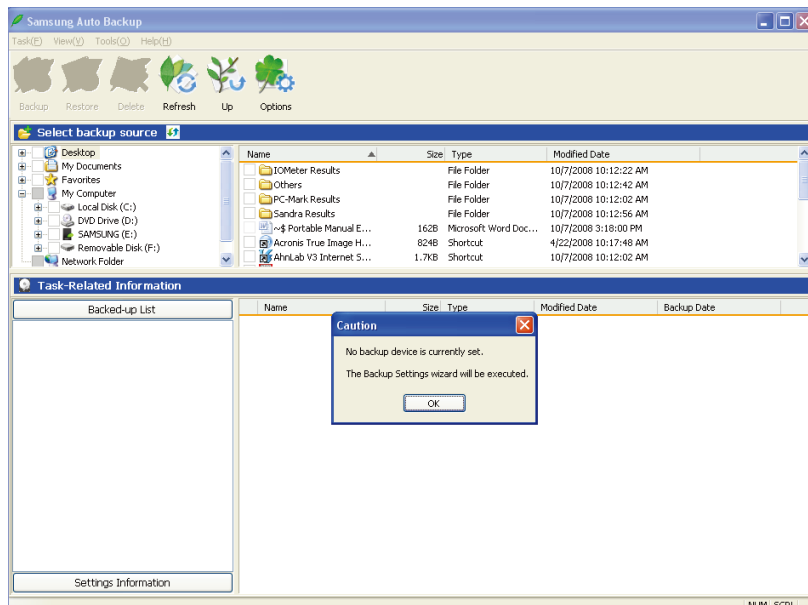 Samsung Auto Backup
Task(F) View(V) Tools(O) Help(H)
Backup Restore Delete Refresh Up Options
Select backup source
Desktop
My Documents
Favorites
My Computer
Local Disk (C:)
DVD Drive (D:)
SAMSUNG (E:)
Removable Disk (F:)
Network Folder
Name Size Type Modified Date
IOMeter Results File Folder 10/7/2008 10:12:22 AM
Others File Folder 10/7/2008 10:12:42 AM
PC-Mark Results File Folder 10/7/2008 10:12:02 AM
Sandra Results File Folder 10/7/2008 10:12:56 AM
~$ Portable Manual E... 162B Microsoft Word Doc... 10/7/2008 3:18:00 PM
Acronis True Image H... 824B Shortcut 4/22/2008 10:17:48 AM
AhnLab V3 Internet S... 1.7KB Shortcut 10/7/2008 10:12:02 AM
Task-Related Information
Backed-up List
Name Size Type Modified Date Backup Date
Caution
No backup device is currently set.
The Backup Settings wizard will be executed.
OK
Settings Information
NUM SCRL